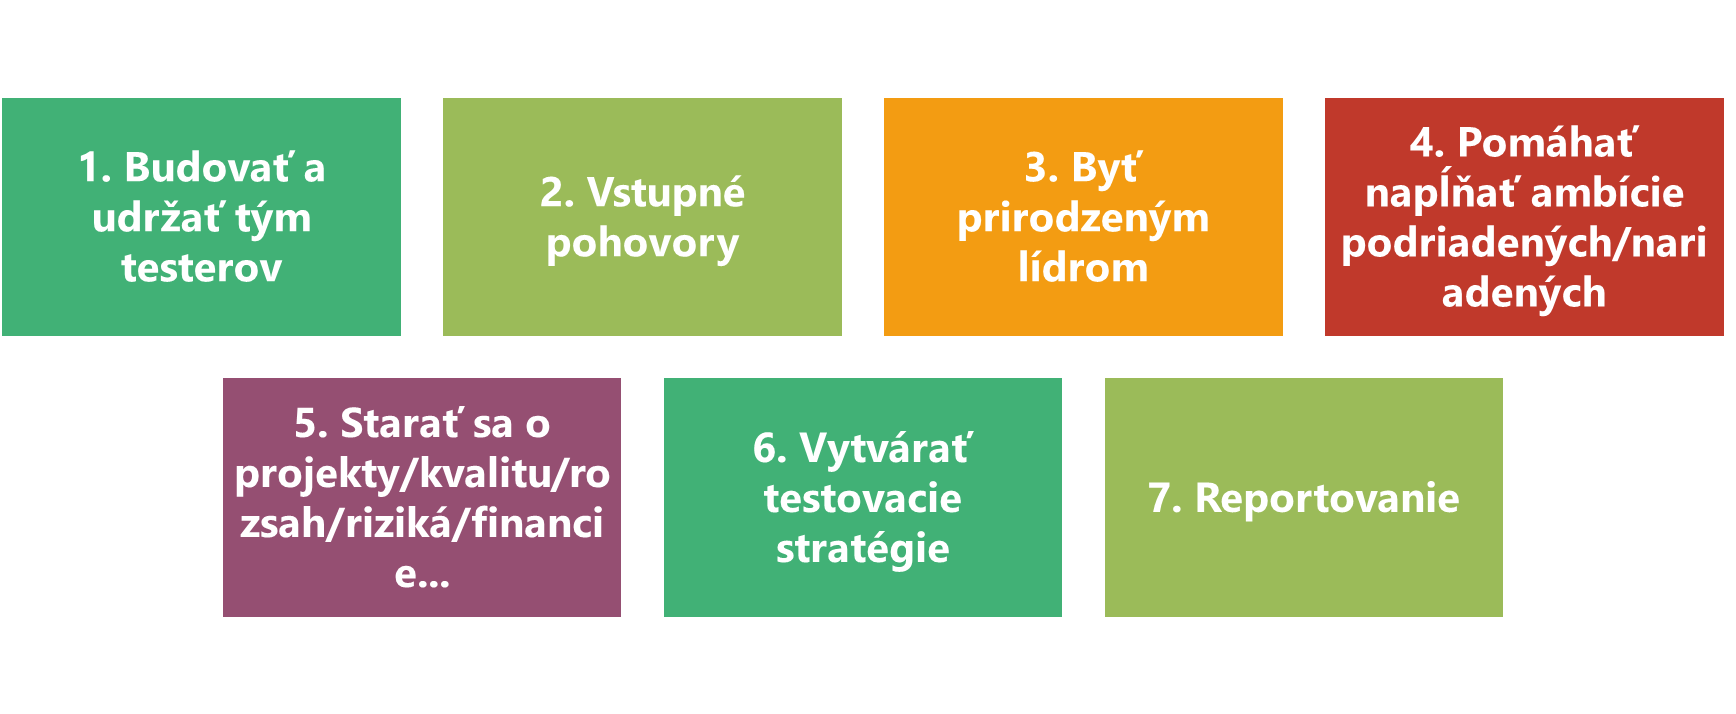 1. Budovať a
udržať tým
testerov
2. Vstupné
pohovory
3. Byť
prirodzeným
lídrom
4. Pomáhať
napĺňať ambície
podriadených/nari
adených
5. Starať sa o
projekty/kvalitu/ro
zsah/riziká/financi
e...
6. Vytvárať
testovacie
stratégie
7. Reportovanie